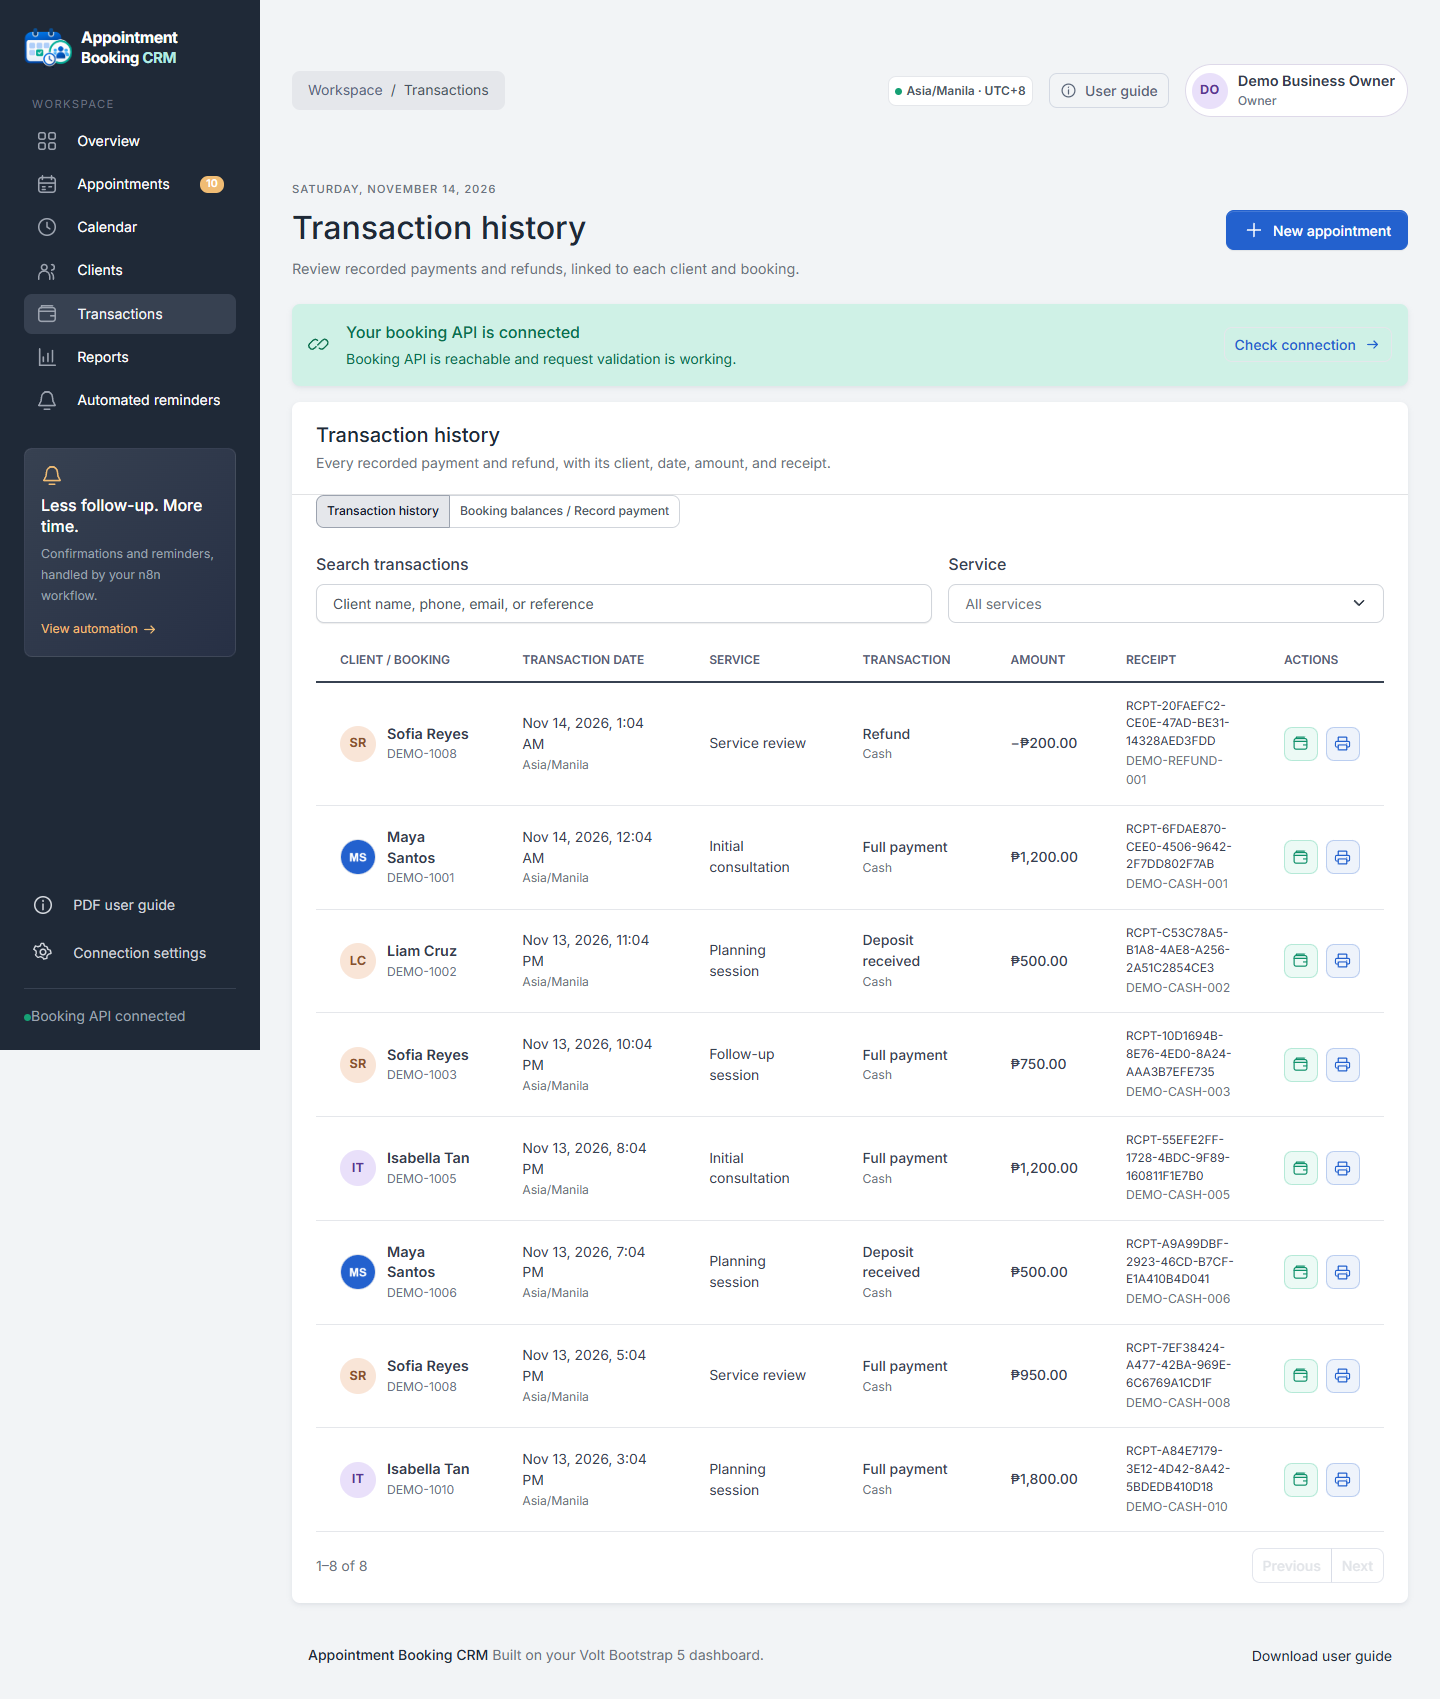 Appointment
Booking CRM
WORKSPACE
Overview
Appointments 10
Calendar
Clients
Transactions
Reports
Automated reminders
Less follow-up. More
time.
Confirmations and reminders,
handled by your n8n
workflow.
View automation →
PDF user guide
Connection settings
Booking API connected
Workspace / Transactions
Asia/Manila · UTC+8
User guide
DO
Demo Business Owner
Owner
SATURDAY, NOVEMBER 14, 2026
Transaction history
Review recorded payments and refunds, linked to each client and booking.
New appointment
Your booking API is connected
Booking API is reachable and request validation is working.
Check connection →
Transaction history
Every recorded payment and refund, with its client, date, amount, and receipt.
Transaction history
Booking balances / Record payment
Search transactions
Client name, phone, email, or reference
Service
All services
CLIENT / BOOKING TRANSACTION DATE SERVICE TRANSACTION AMOUNT RECEIPT ACTIONS
SR
Sofia Reyes
DEMO-1008
Nov 14, 2026, 1:04
AM
Asia/Manila
Service review
Refund
Cash
−₱200.00
RCPT-20FAEFC2-
CE0E-47AD-BE31-
14328AED3FDD
DEMO-REFUND-
001
MS
Maya
Santos
DEMO-1001
Nov 14, 2026, 12:04
AM
Asia/Manila
Initial
consultation
Full payment
Cash
₱1,200.00
RCPT-6FDAE870-
CEE0-4506-9642-
2F7DD802F7AB
DEMO-CASH-001
LC
Liam Cruz
DEMO-1002
Nov 13, 2026, 11:04
PM
Asia/Manila
Planning
session
Deposit
received
Cash
₱500.00
RCPT-C53C78A5-
B1A8-4AE8-A256-
2A51C2854CE3
DEMO-CASH-002
SR
Sofia Reyes
DEMO-1003
Nov 13, 2026, 10:04
PM
Asia/Manila
Follow-up
session
Full payment
Cash
₱750.00
RCPT-10D1694B-
8E76-4ED0-8A24-
AAA3B7EFE735
DEMO-CASH-003
IT
Isabella Tan
DEMO-1005
Nov 13, 2026, 8:04
PM
Asia/Manila
Initial
consultation
Full payment
Cash
₱1,200.00
RCPT-55EFE2FF-
1728-4BDC-9F89-
160811F1E7B0
DEMO-CASH-005
MS
Maya
Santos
DEMO-1006
Nov 13, 2026, 7:04
PM
Asia/Manila
Planning
session
Deposit
received
Cash
₱500.00
RCPT-A9A99DBF-
2923-46CD-B7CF-
E1A410B4D041
DEMO-CASH-006
SR
Sofia Reyes
DEMO-1008
Nov 13, 2026, 5:04
PM
Asia/Manila
Service review
Full payment
Cash
₱950.00
RCPT-7EF38424-
A477-42BA-969E-
6C6769A1CD1F
DEMO-CASH-008
IT
Isabella Tan
DEMO-1010
Nov 13, 2026, 3:04
PM
Asia/Manila
Planning
session
Full payment
Cash
₱1,800.00
RCPT-A84E7179-
3E12-4D42-8A42-
5BDEDB410D18
DEMO-CASH-010
1–8 of 8
Previous Next
Appointment Booking CRM Built on your Volt Bootstrap 5 dashboard.
Download user guide